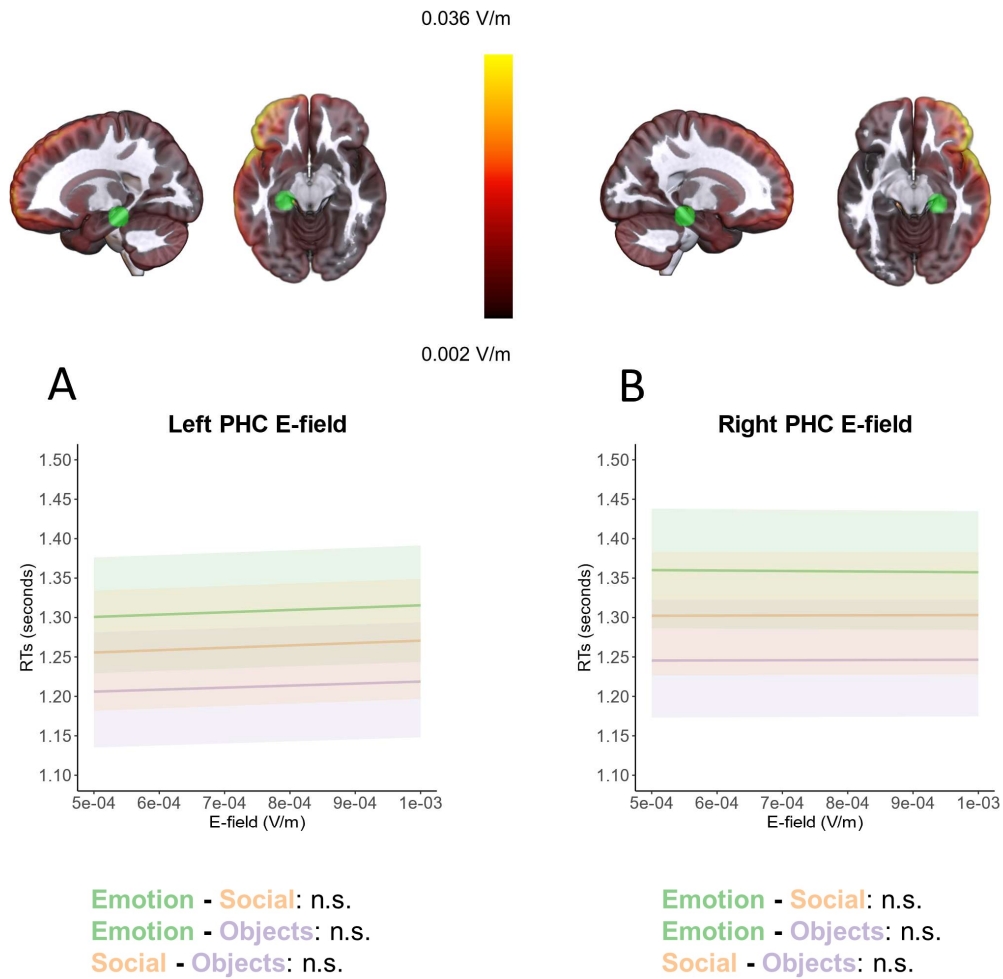 0.036 V/m
0.002 V/m
A
Left PHC E-field
RTs (seconds)
1.50
1.45
1.40
1.35
1.30
1.25
1.20
1.15
1.10
5e-04 6e-04 7e-04 8e-04 9e-04 1e-03
E-field (V/m)
Emotion - Social: n.s.
Emotion - Objects: n.s.
Social - Objects: n.s.
B
Right PHC E-field
RTs (seconds)
1.50
1.45
1.40
1.35
1.30
1.25
1.20
1.15
1.10
5e-04 6e-04 7e-04 8e-04 9e-04 1e-03
E-field (V/m)
Emotion - Social: n.s.
Emotion - Objects: n.s.
Social - Objects: n.s.